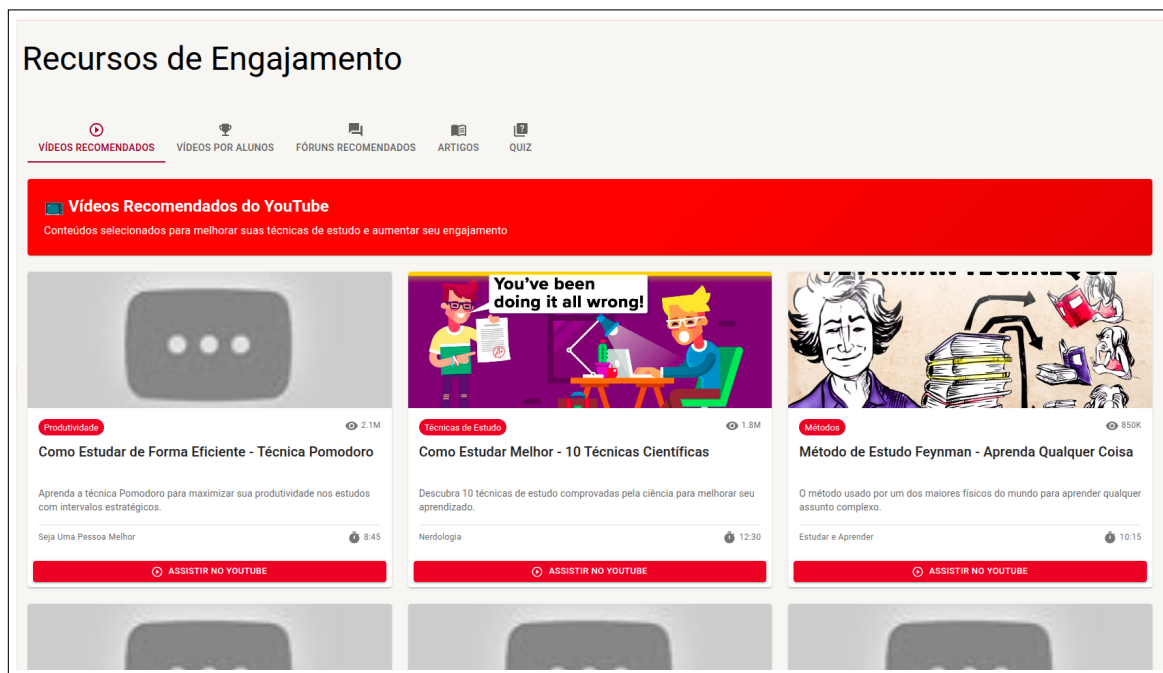 Recursos de Engajamento
VÍDEOS RECOMENDADOS
VÍDEOS POR ALUNOS
FÓRUNS RECOMENDADOS
ARTIGOS
QUIZ
Vídeos Recomendados do YouTube
Conteúdos selecionados para melhorar suas técnicas de estudo e aumentar seu engajamento
You've been
doing it all wrong!
Produtividade
2.1M
Como Estudar de Forma Eficiente - Técnica Pomodoro
Aprenda a técnica Pomodoro para maximizar sua produtividade nos estudos
com intervalos estratégicos.
Seja Uma Pessoa Melhor
8:45
ASSISTIR NO YOUTUBE
Técnicas de Estudo
1.8M
Como Estudar Melhor - 10 Técnicas Científicas
Descubra 10 técnicas de estudo comprovadas pela ciência para melhorar seu
aprendizado.
Nerdologia
12:30
ASSISTIR NO YOUTUBE
Métodos
850K
Método de Estudo Feynman - Aprenda Qualquer Coisa
O método usado por um dos maiores físicos do mundo para aprender qualquer
assunto complexo.
Estudar e Aprender
10:15
ASSISTIR NO YOUTUBE